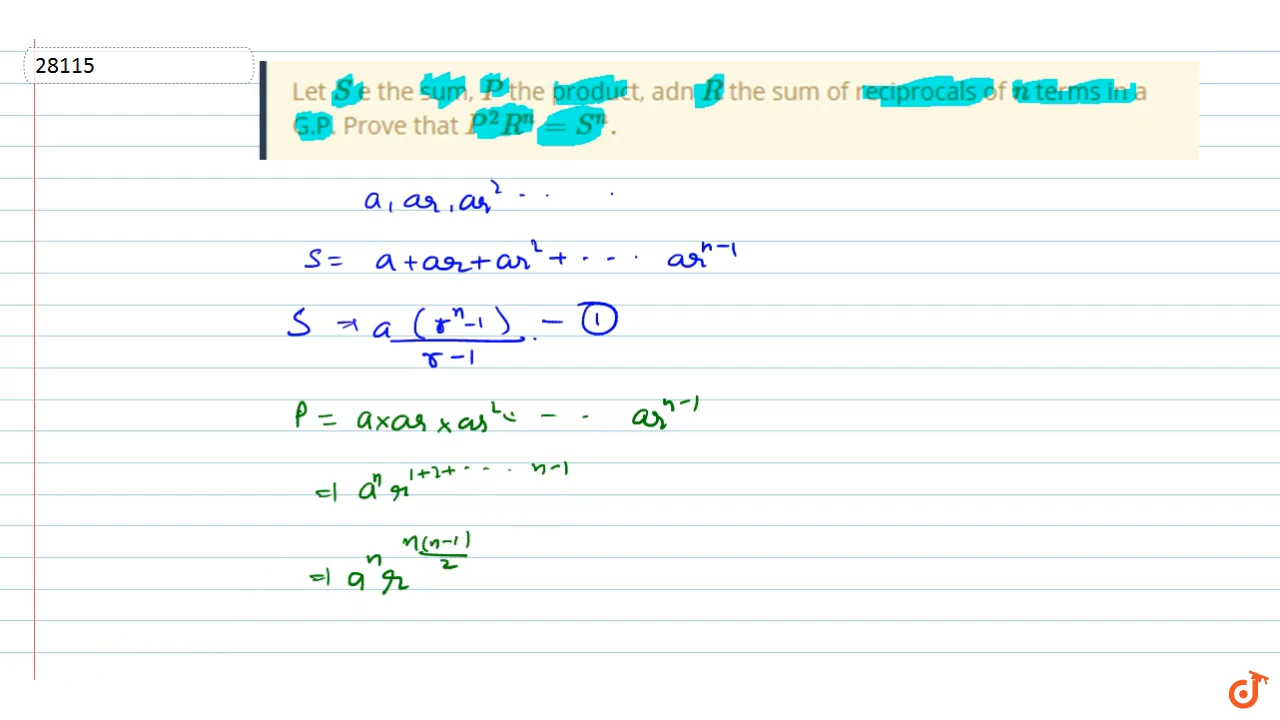 28115
Let S e the sum, P the product, adn R the sum of reciprocals of n terms in a
G.P. Prove that P²Rⁿ = Sⁿ.
a, ar, ar² - - .
S = a + ar + ar² + - - . arⁿ⁻¹
S → a (rⁿ-1) / r-1 - ①
P = a × ar × ar² × - - . arⁿ⁻¹
⇒ aⁿ r^(1+2+ - - . n-1)
⇒ aⁿ r^(n(n-1)/2)